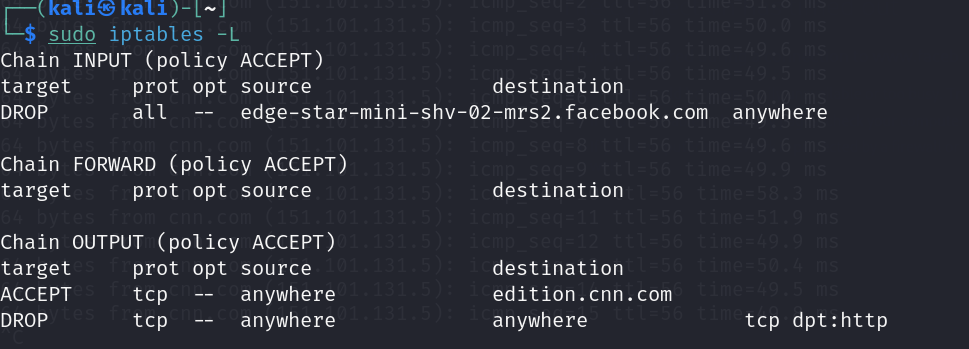 ┌──(kali㉿kali)-[~]
└─$ sudo iptables -L
Chain INPUT (policy ACCEPT)
target     prot opt source               destination
DROP       all  --  edge-star-mini-shv-02-mrs2.facebook.com  anywhere
Chain FORWARD (policy ACCEPT)
target     prot opt source               destination
Chain OUTPUT (policy ACCEPT)
target     prot opt source               destination
ACCEPT     tcp  --  anywhere             edition.cnn.com
DROP       tcp  --  anywhere             anywhere             tcp dpt:http